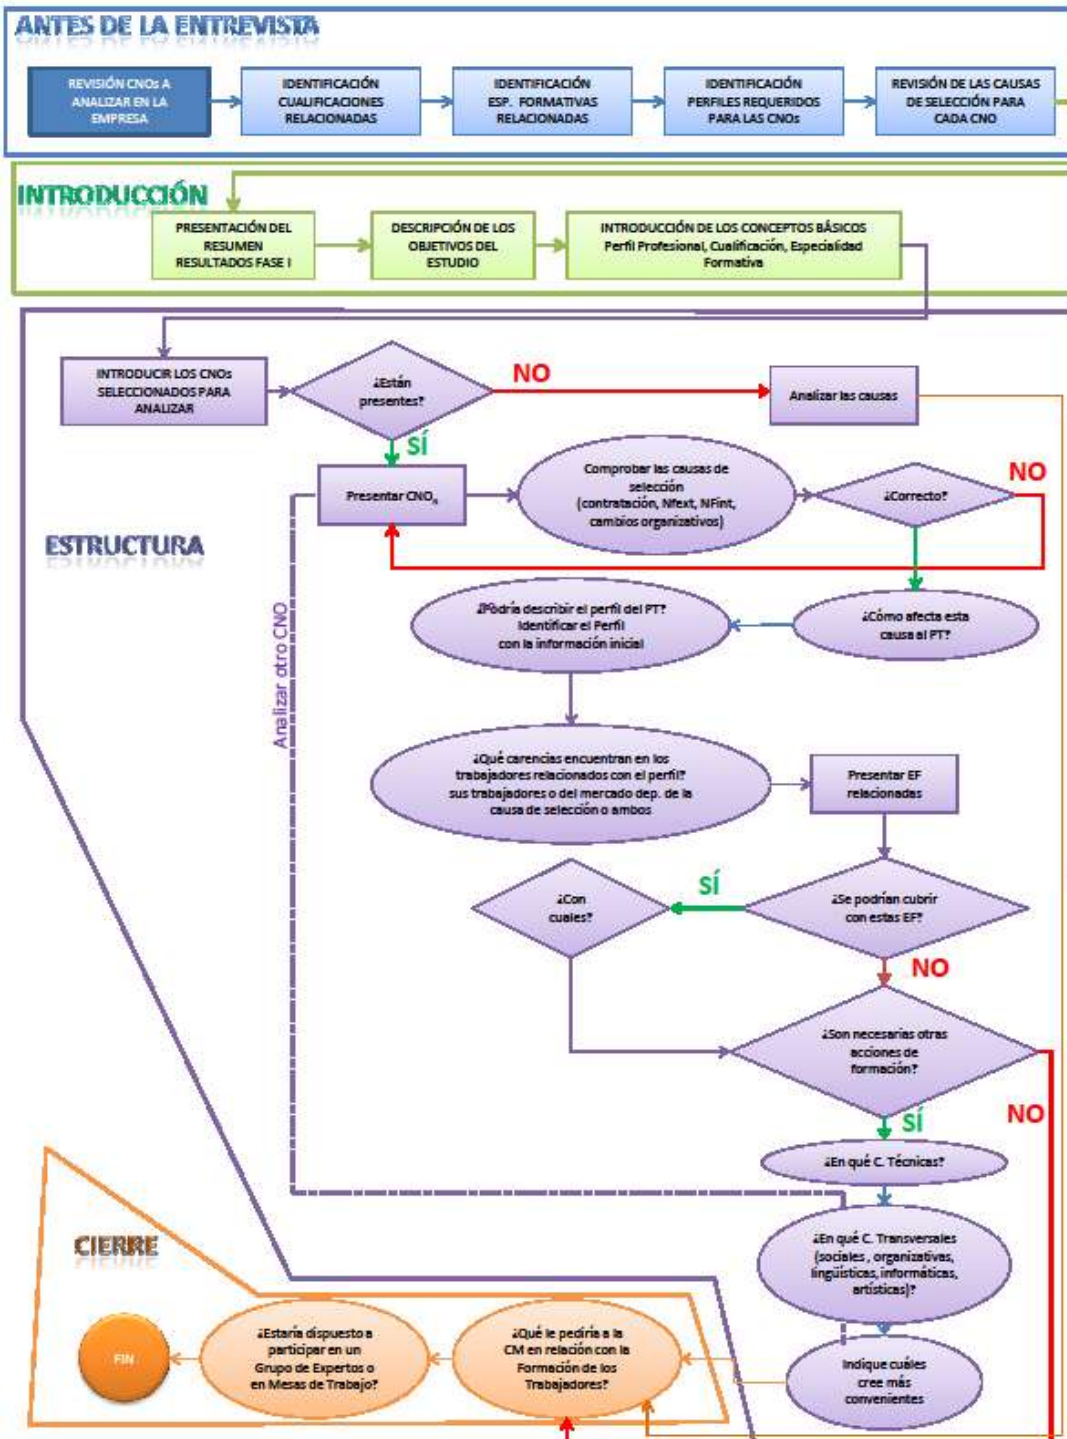 ANTES DE LA ENTREVISTA
REVISIÓN CNOs A
ANALIZAR EN LA
EMPRESA
IDENTIFICACIÓN
CUALIFICACIONES
RELACIONADAS
IDENTIFICACIÓN
ESP. FORMATIVAS
RELACIONADAS
IDENTIFICACIÓN
PERFILES REQUERIDOS
PARA LAS CNOs
REVISIÓN DE LAS CAUSAS
DE SELECCIÓN PARA
CADA CNO
INTRODUCCIÓN
PRESENTACIÓN DEL
RESUMEN
RESULTADOS FASE I
DESCRIPCIÓN DE LOS
OBJETIVOS DEL
ESTUDIO
INTRODUCCIÓN DE LOS CONCEPTOS BÁSICOS
Perfil Profesional, Cualificación, Especialidad
Formativa
INTRODUCIR LOS CNOs
SELECCIONADOS PARA
ANALIZAR
¿Están
presentes?
NO
Analizar las causas
SÍ
Presentar CNOn
Comprobar las causas de
selección
(contratación, Nfext, NFint,
cambios organizativos)
¿Correcto?
NO
ESTRUCTURA
Analizar otro CNO
¿Podría describir el perfil del PT?
Identificar el Perfil
con la información inicial
¿Cómo afecta esta
causa al PT?
¿Qué carencias encuentran en los
trabajadores relacionados con el perfil?
sus trabajadores o del mercado dep. de la
causa de selección o ambos
Presentar EF
relacionadas
¿Con
cuales?
SÍ
¿Se podrían cubrir
con estas EF?
NO
¿Son necesarias otras
acciones de
formación?
NO
SÍ
¿En qué C. Técnicas?
¿En qué C. Transversales
(sociales , organizativas,
lingüísticas, informáticas,
artísticas)?
CIERRE
FIN
¿Estaría dispuesto a
participar en un
Grupo de Expertos o
en Mesas de Trabajo?
¿Qué le pediría a la
CM en relación con la
Formación de los
Trabajadores?
Indique cuáles
cree más
convenientes